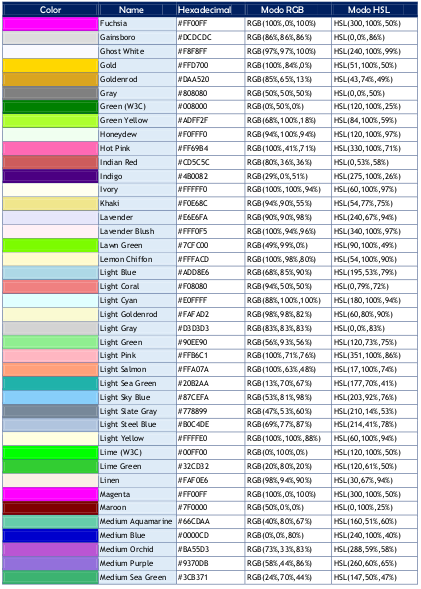 Color Name Hexadecimal Modo RGB Modo HSL
Fuchsia #FF00FF RGB(100%,0%,100%) HSL(300,100%,50%)
Gainsboro #DCDCDC RGB(86%,86%,86%) HSL(0,0%,86%)
Ghost White #F8F8FF RGB(97%,97%,100%) HSL(240,100%,99%)
Gold #FFD700 RGB(100%,84%,0%) HSL(51,100%,50%)
Goldenrod #DAA520 RGB(85%,65%,13%) HSL(43,74%,49%)
Gray #808080 RGB(50%,50%,50%) HSL(0,0%,50%)
Green (W3C) #008000 RGB(0%,50%,0%) HSL(120,100%,25%)
Green Yellow #ADFF2F RGB(68%,100%,18%) HSL(84,100%,59%)
Honeydew #F0FFF0 RGB(94%,100%,94%) HSL(120,100%,97%)
Hot Pink #FF69B4 RGB(100%,41%,71%) HSL(330,100%,71%)
Indian Red #CD5C5C RGB(80%,36%,36%) HSL(0,53%,58%)
Indigo #4B0082 RGB(29%,0%,51%) HSL(275,100%,26%)
Ivory #FFFFF0 RGB(100%,100%,94%) HSL(60,100%,97%)
Khaki #F0E68C RGB(94%,90%,55%) HSL(54,77%,75%)
Lavender #E6E6FA RGB(90%,90%,98%) HSL(240,67%,94%)
Lavender Blush #FFF0F5 RGB(100%,94%,96%) HSL(340,100%,97%)
Lawn Green #7CFC00 RGB(49%,99%,0%) HSL(90,100%,49%)
Lemon Chiffon #FFFACD RGB(100%,98%,80%) HSL(54,100%,90%)
Light Blue #ADD8E6 RGB(68%,85%,90%) HSL(195,53%,79%)
Light Coral #F08080 RGB(94%,50%,50%) HSL(0,79%,72%)
Light Cyan #E0FFFF RGB(88%,100%,100%) HSL(180,100%,94%)
Light Goldenrod #FAFAD2 RGB(98%,98%,82%) HSL(60,80%,90%)
Light Gray #D3D3D3 RGB(83%,83%,83%) HSL(0,0%,83%)
Light Green #90EE90 RGB(56%,93%,56%) HSL(120,73%,75%)
Light Pink #FFB6C1 RGB(100%,71%,76%) HSL(351,100%,86%)
Light Salmon #FFA07A RGB(100%,63%,48%) HSL(17,100%,74%)
Light Sea Green #20B2AA RGB(13%,70%,67%) HSL(177,70%,41%)
Light Sky Blue #87CEFA RGB(53%,81%,98%) HSL(203,92%,76%)
Light Slate Gray #778899 RGB(47%,53%,60%) HSL(210,14%,53%)
Light Steel Blue #B0C4DE RGB(69%,77%,87%) HSL(214,41%,78%)
Light Yellow #FFFFE0 RGB(100%,100%,88%) HSL(60,100%,94%)
Lime (W3C) #00FF00 RGB(0%,100%,0%) HSL(120,100%,50%)
Lime Green #32CD32 RGB(20%,80%,20%) HSL(120,61%,50%)
Linen #FAF0E6 RGB(98%,94%,90%) HSL(30,67%,94%)
Magenta #FF00FF RGB(100%,0%,100%) HSL(300,100%,50%)
Maroon #7F0000 RGB(50%,0%,0%) HSL(0,100%,25%)
Medium Aquamarine #66CDAA RGB(40%,80%,67%) HSL(160,51%,60%)
Medium Blue #0000CD RGB(0%,0%,80%) HSL(240,100%,40%)
Medium Orchid #BA55D3 RGB(73%,33%,83%) HSL(288,59%,58%)
Medium Purple #9370DB RGB(58%,44%,86%) HSL(260,60%,65%)
Medium Sea Green #3CB371 RGB(24%,70%,44%) HSL(147,50%,47%)